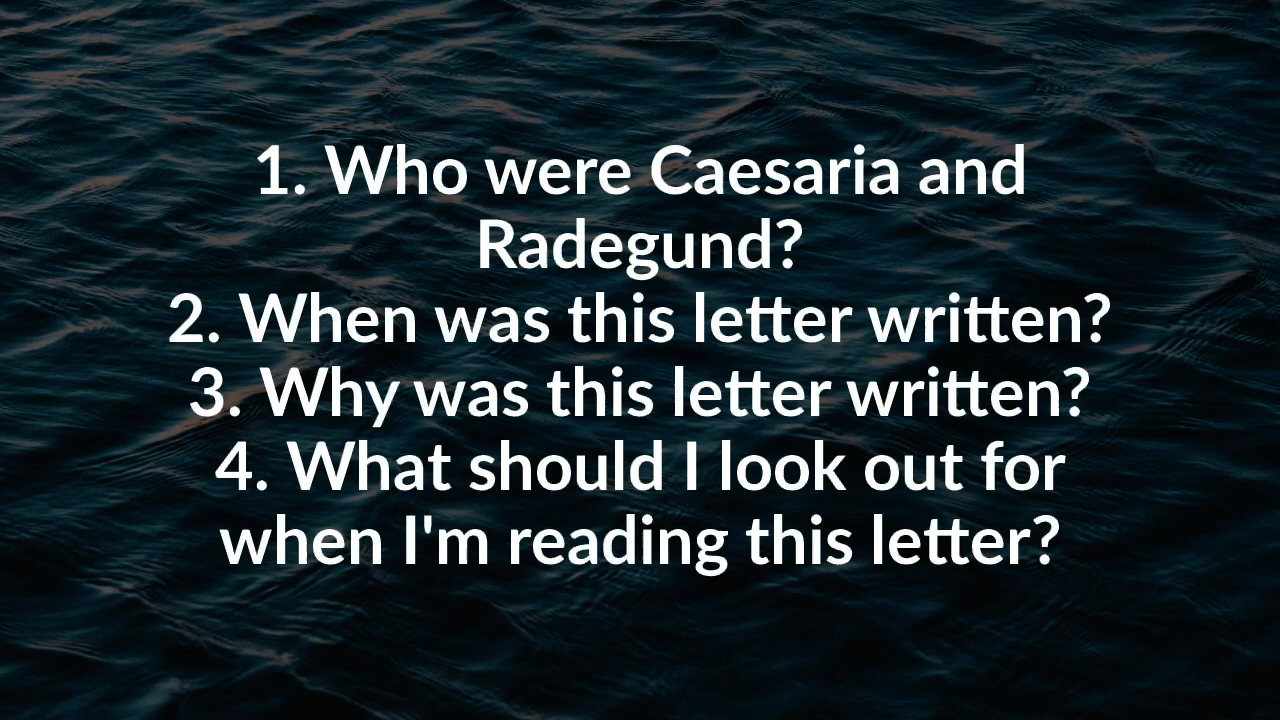 1. Who were Caesaria and
Radegund?
2. When was this letter written?
3. Why was this letter written?
4. What should I look out for
when I'm reading this letter?